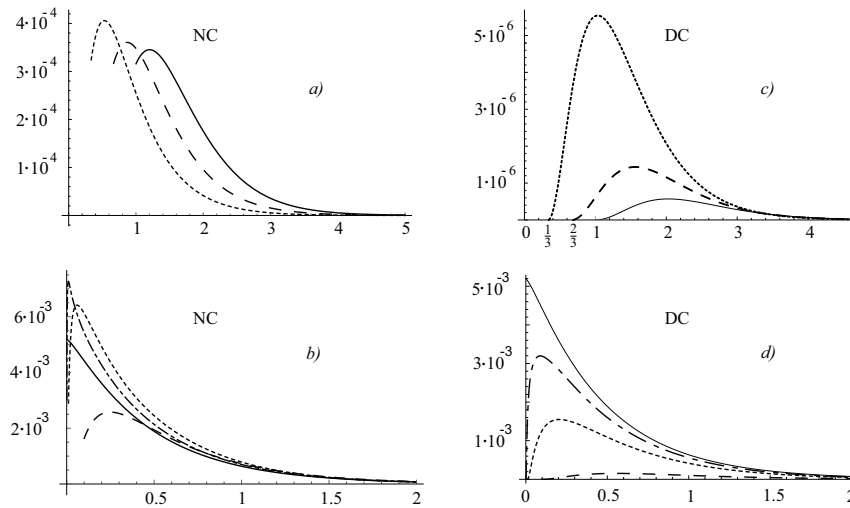 4·10⁻⁴
3·10⁻⁴
2·10⁻⁴
1·10⁻⁴
NC
a)
1 2 3 4 5
5·10⁻⁶
3·10⁻⁶
1·10⁻⁶
DC
c)
0 1/3 2/3 1 2 3 4
6·10⁻³
4·10⁻³
2·10⁻³
NC
b)
0.5 1 1.5 2
5·10⁻³
3·10⁻³
1·10⁻³
DC
d)
0 0.5 1 1.5 2